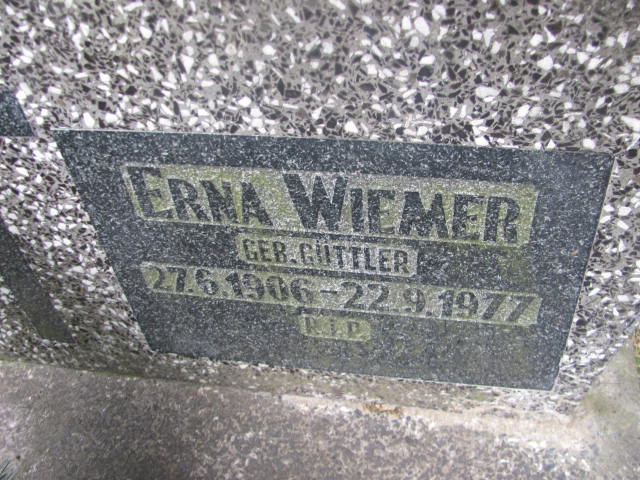 ERNA WIEMER
GEB. GÜTTLER
27.6.1906 - 22.9.1977
R.I.P.